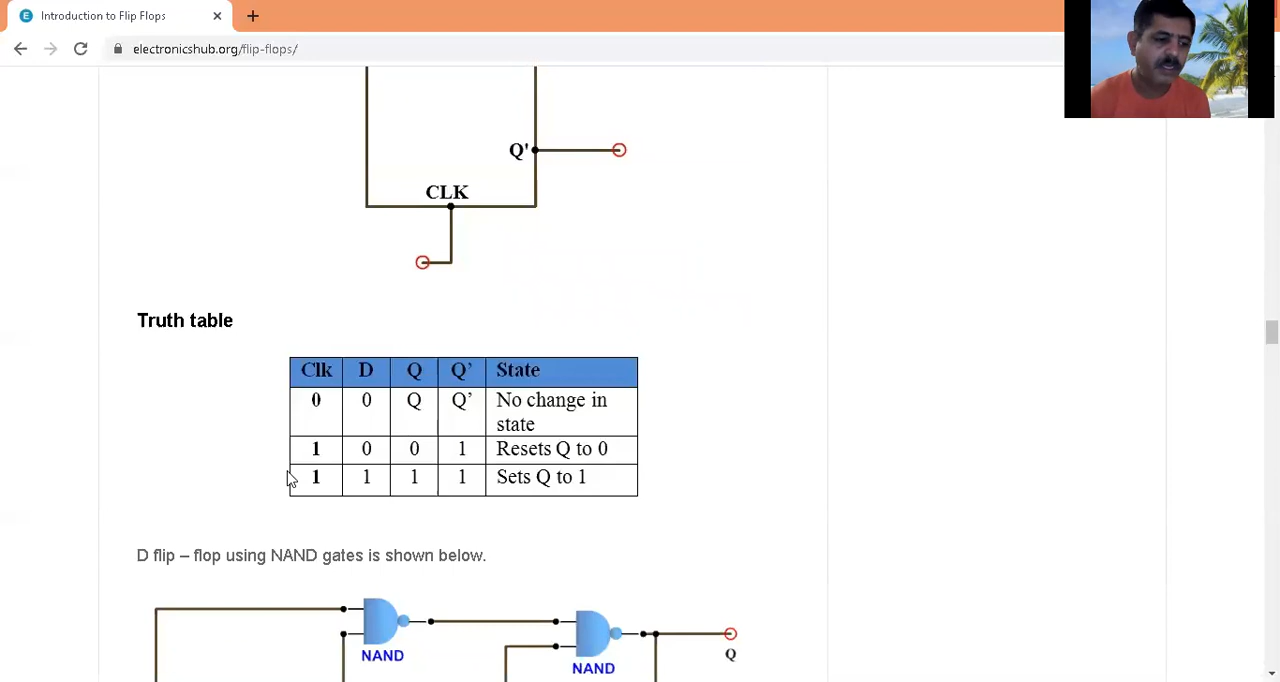 Introduction to Flip Flops
electronicshub.org/flip-flops/
Q'
CLK
Truth table
Clk D Q Q’ State
0 0 Q Q’ No change in
state
1 0 0 1 Resets Q to 0
1 1 1 1 Sets Q to 1
D flip – flop using NAND gates is shown below.
NAND
NAND
Q